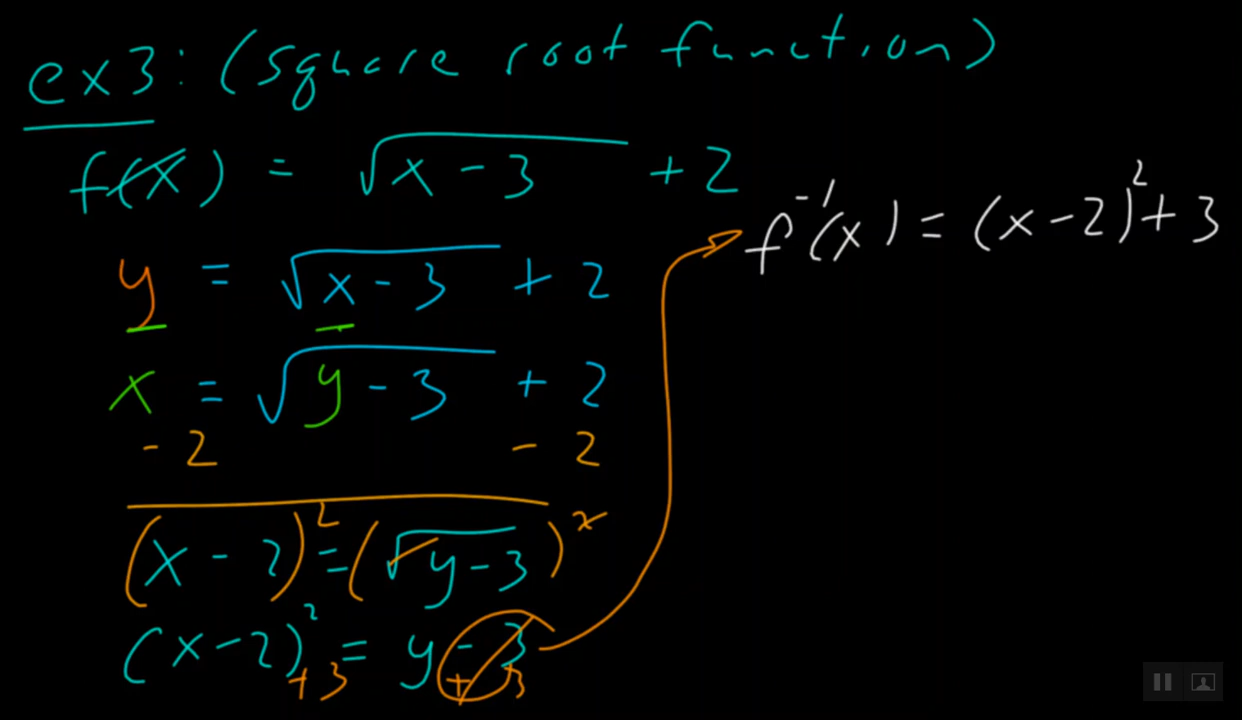 ex3: (square root function)
f(x) = √(x - 3) + 2
f⁻¹(x) = (x - 2)² + 3
y = √(x - 3) + 2
x = √(y - 3) + 2
- 2 - 2
(x - 2)² = (√(y - 3))²
(x - 2)² = y - 3
+ 3 + 3